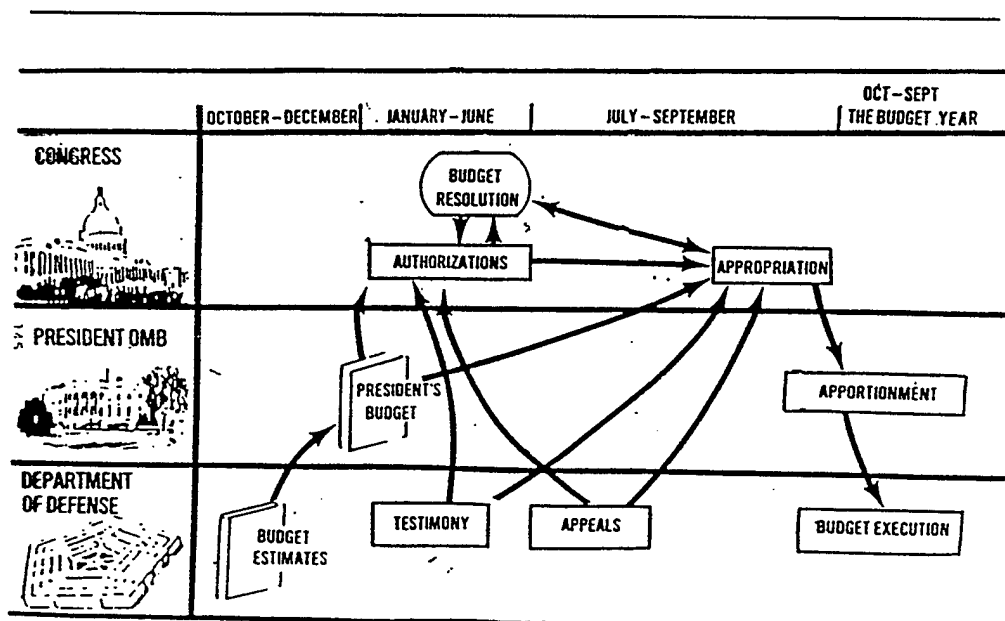 OCT-SEPT
OCTOBER-DECEMBER JANUARY-JUNE JULY-SEPTEMBER THE BUDGET YEAR
CONGRESS
BUDGET
RESOLUTION
AUTHORIZATIONS
APPROPRIATION
PRESIDENT OMB
PRESIDENT'S
BUDGET
APPORTIONMENT
DEPARTMENT
OF DEFENSE
BUDGET
ESTIMATES
TESTIMONY
APPEALS
BUDGET EXECUTION